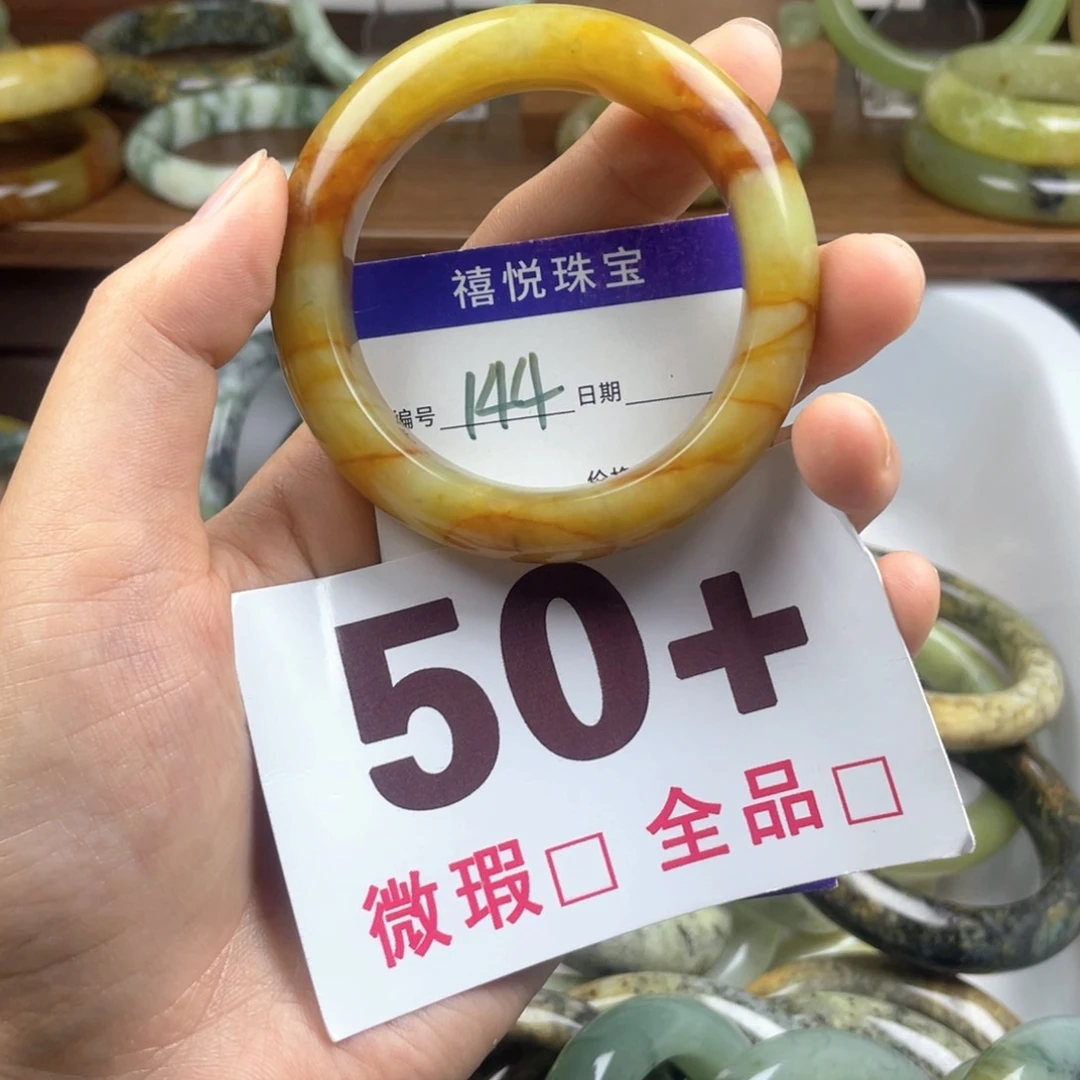 禧悦珠宝
编号 144 日期
50+
微瑕□ 全品□